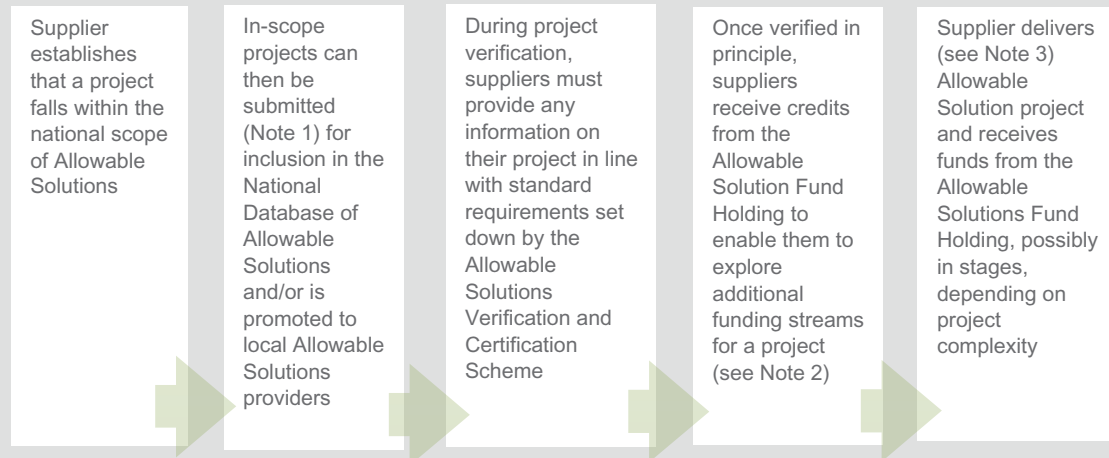 Supplier
establishes
that a project
falls within the
national scope
of Allowable
Solutions
In-scope
projects can
then be
submitted
(Note 1) for
inclusion in the
National
Database of
Allowable
Solutions
and/or is
promoted to
local Allowable
Solutions
providers
During project
verification,
suppliers must
provide any
information on
their project in line
with standard
requirements set
down by the
Allowable
Solutions
Verification and
Certification
Scheme
Once verified in
principle,
suppliers
receive credits
from the
Allowable
Solution Fund
Holding to
enable them to
explore
additional
funding streams
for a project
(see Note 2)
Supplier delivers
(see Note 3)
Allowable
Solution project
and receives
funds from the
Allowable
Solutions Fund
Holding, possibly
in stages,
depending on
project
complexity